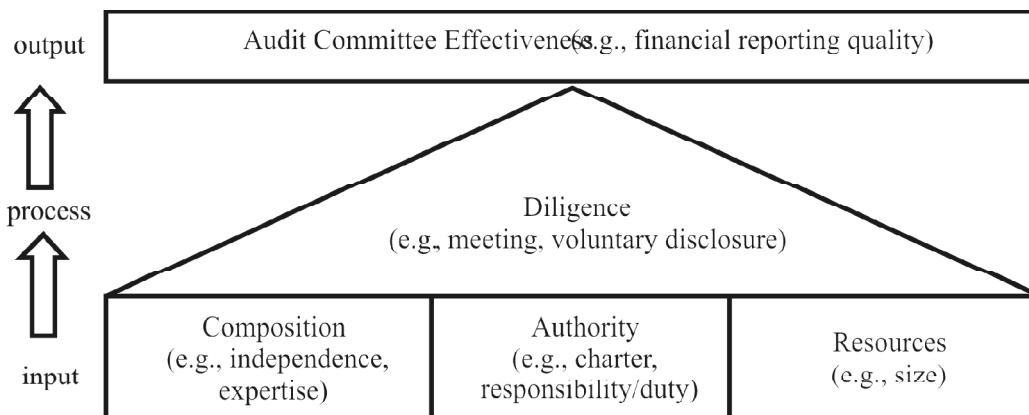 output
Audit Committee Effectiveness(e.g., financial reporting quality)
process
Diligence
(e.g., meeting, voluntary disclosure)
input
Composition
(e.g., independence,
expertise)
Authority
(e.g., charter,
responsibility/duty)
Resources
(e.g., size)